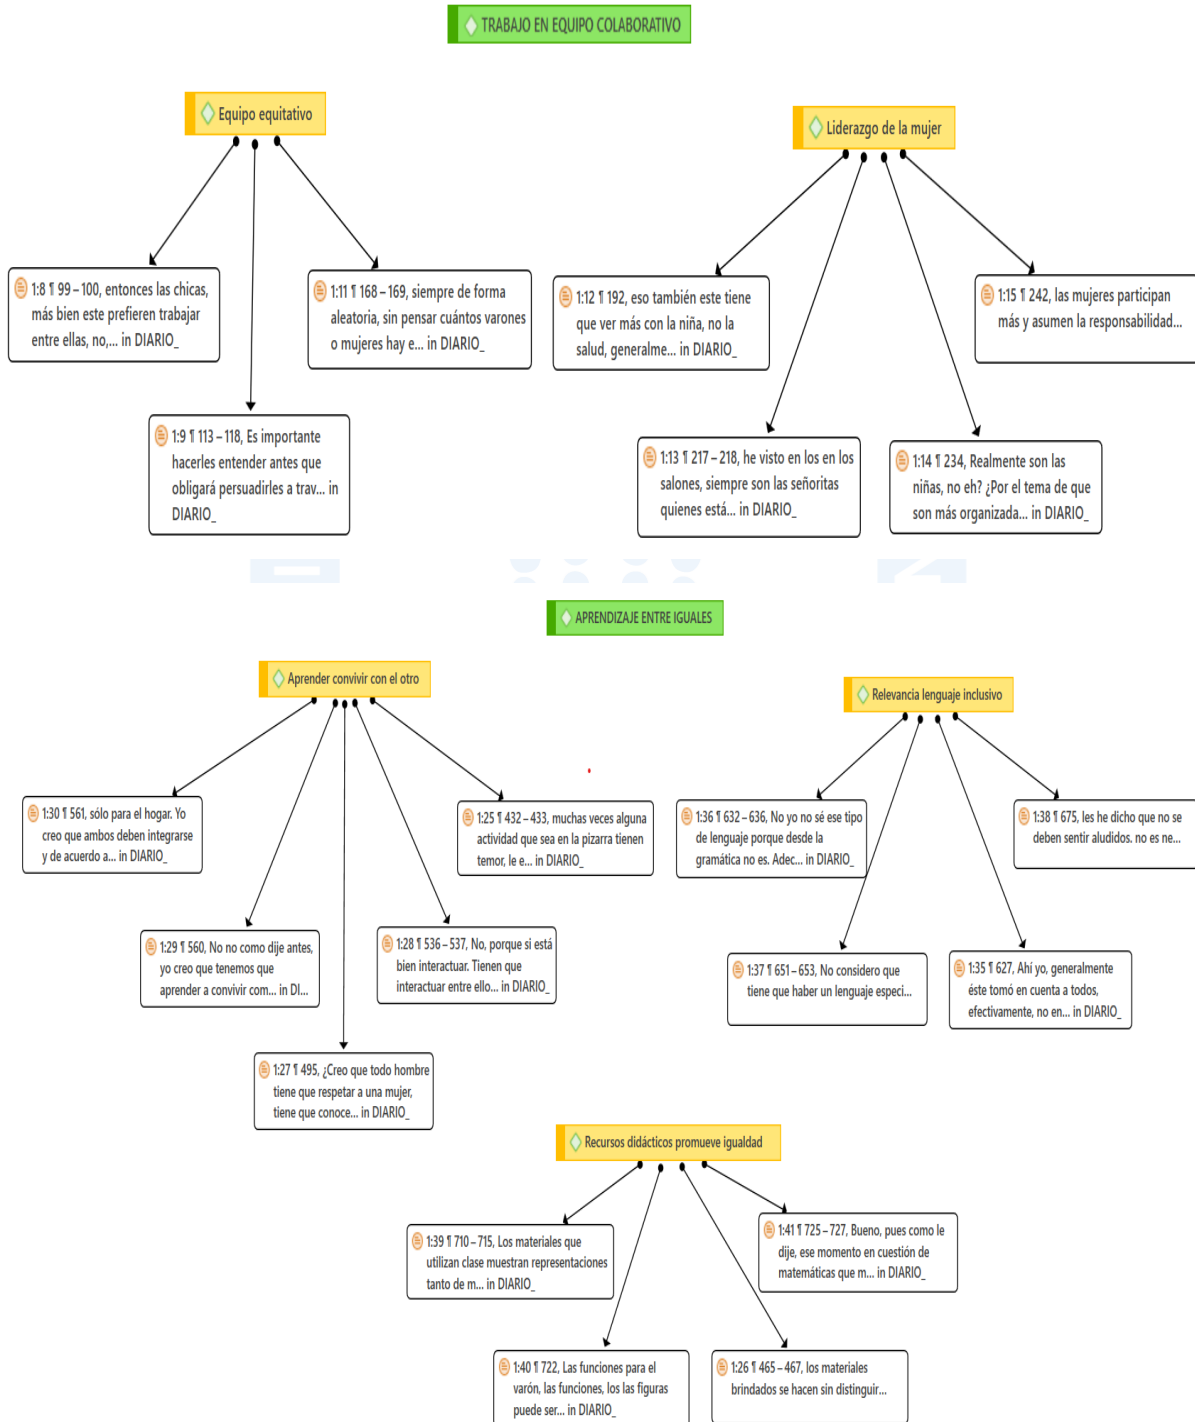 TRABAJO EN EQUIPO COLABORATIVO
Equipo equitativo
Liderazgo de la mujer
1:8 ¶ 99 – 100, entonces las chicas,
más bien este prefieren trabajar
entre ellas, no,... in DIARIO_
1:11 ¶ 168 – 169, siempre de forma
aleatoria, sin pensar cuántos varones
o mujeres hay e... in DIARIO_
1:12 ¶ 192, eso también este tiene
que ver más con la niña, no la
salud, generalme... in DIARIO_
1:15 ¶ 242, las mujeres participan
más y asumen la responsabilidad...
1:9 ¶ 113 – 118, Es importante
hacerles entender antes que
obligará persuadirles a trav... in
DIARIO_
1:13 ¶ 217 – 218, he visto en los en los
salones, siempre son las señoritas
quienes está... in DIARIO_
1:14 ¶ 234, Realmente son las
niñas, no eh? ¿Por el tema de que
son más organizada... in DIARIO_
APRENDIZAJE ENTRE IGUALES
Aprender convivir con el otro
Relevancia lenguaje inclusivo
1:30 ¶ 561, sólo para el hogar. Yo
creo que ambos deben integrarse
y de acuerdo a... in DIARIO_
1:25 ¶ 432 – 433, muchas veces alguna
actividad que sea en la pizarra tienen
temor, le e... in DIARIO_
1:36 ¶ 632 – 636, No yo no sé ese tipo
de lenguaje porque desde la
gramática no es. Adec... in DIARIO_
1:38 ¶ 675, les he dicho que no se
deben sentir aludidos. no es ne...
1:29 ¶ 560, No no como dije antes,
yo creo que tenemos que
aprender a convivir com... in DI...
1:28 ¶ 536 – 537, No, porque si está
bien interactuar. Tienen que
interactuar entre ello... in DIARIO_
1:37 ¶ 651 – 653, No considero que
tiene que haber un lenguaje especi...
1:35 ¶ 627, Ahí yo, generalmente
éste tomó en cuenta a todos,
efectivamente, no en... in DIARIO_
1:27 ¶ 495, ¿Creo que todo hombre
tiene que respetar a una mujer,
tiene que conoce... in DIARIO_
Recursos didácticos promueve igualdad
1:39 ¶ 710 – 715, Los materiales que
utilizan clase muestran representaciones
tanto de m... in DIARIO_
1:41 ¶ 725 – 727, Bueno, pues como le
dije, ese momento en cuestión de
matemáticas que m... in DIARIO_
1:40 ¶ 722, Las funciones para el
varón, las funciones, los las figuras
puede ser... in DIARIO_
1:26 ¶ 465 – 467, los materiales
brindados se hacen sin distinguir...